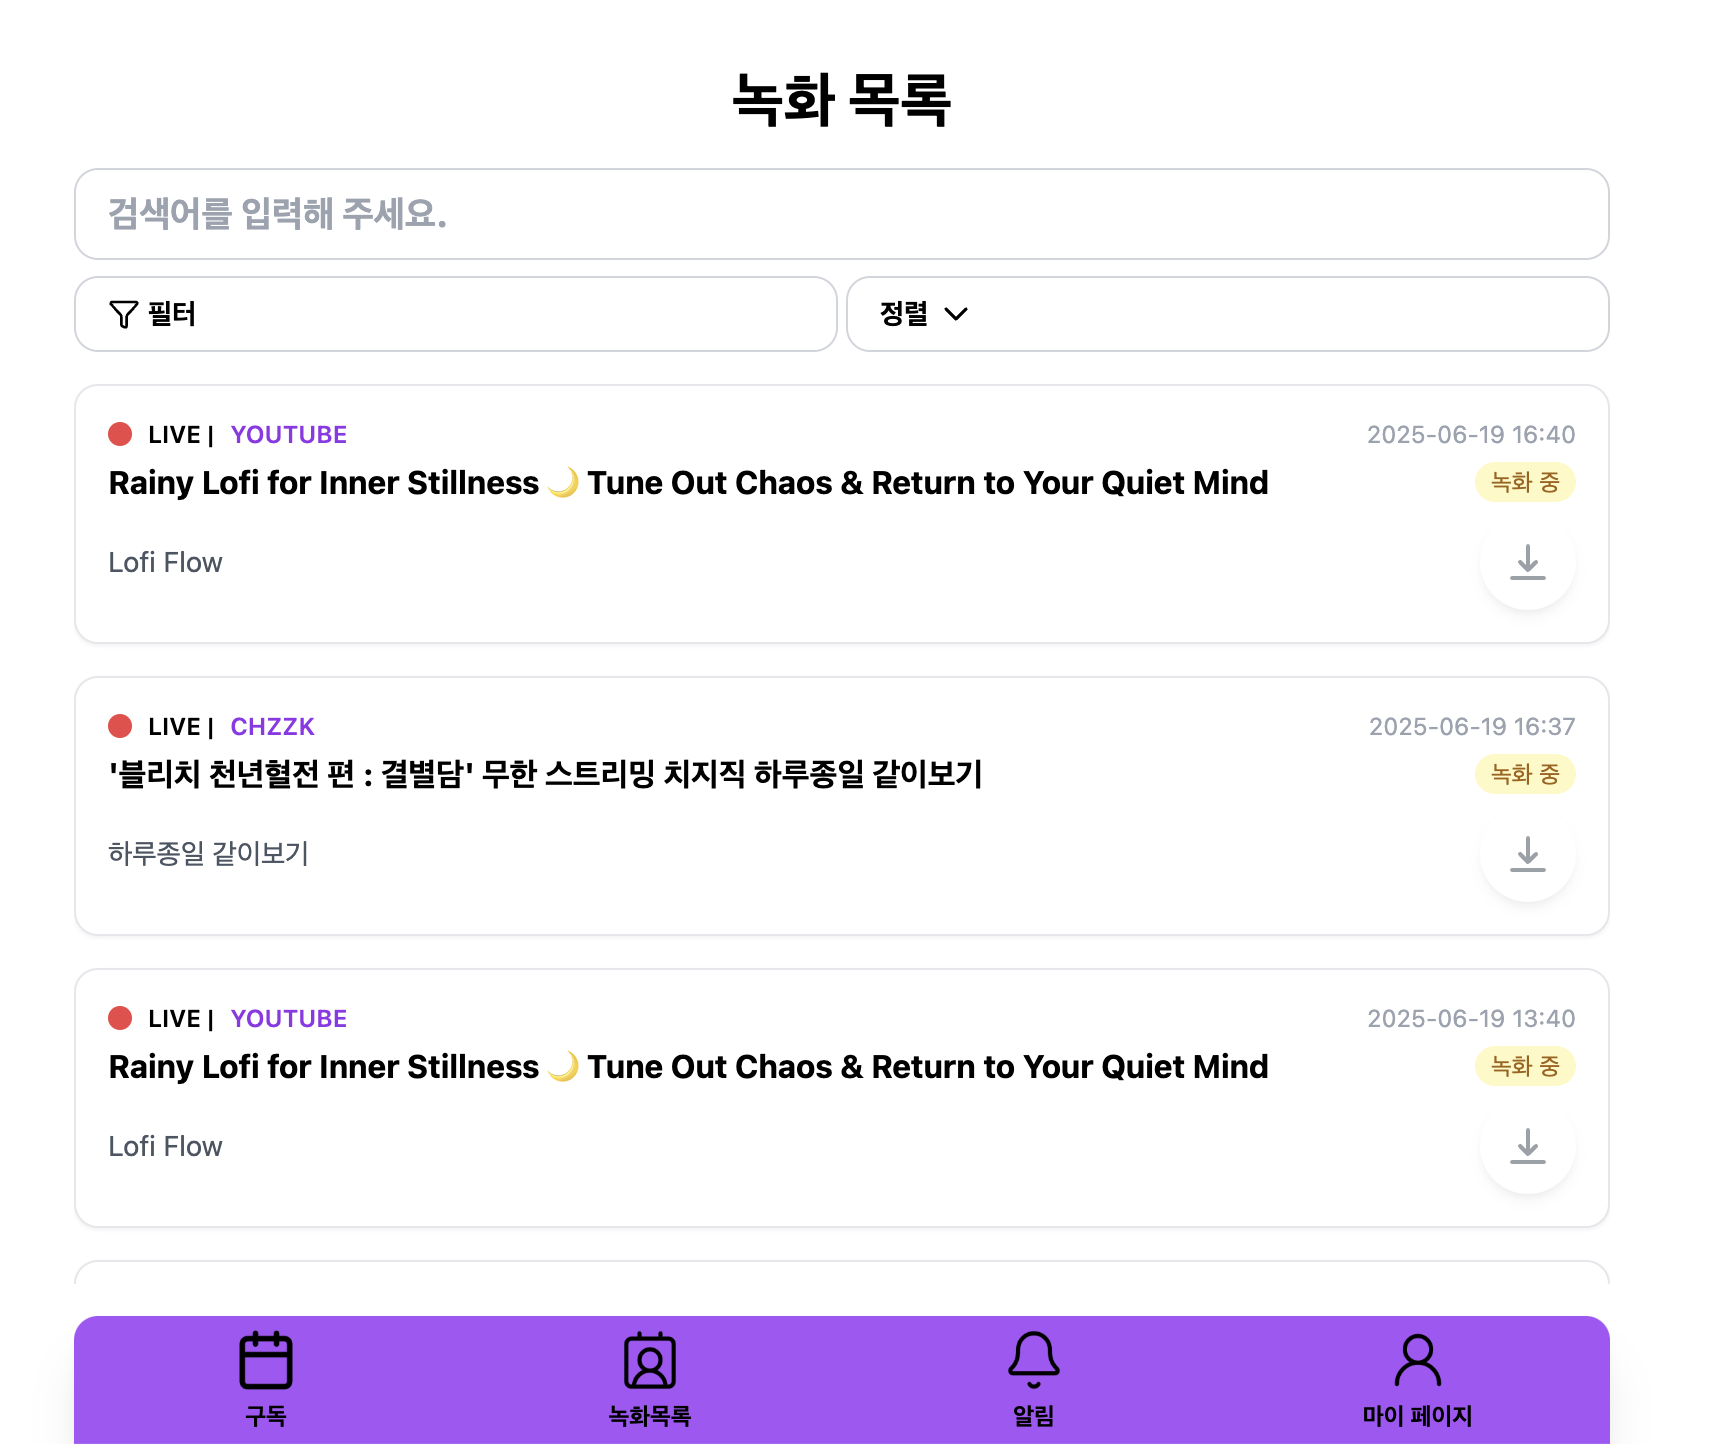 녹화 목록
검색어를 입력해 주세요.
필터
정렬
LIVE | YOUTUBE 2025-06-19 16:40
Rainy Lofi for Inner Stillness🌙 Tune Out Chaos & Return to Your Quiet Mind 녹화 중
Lofi Flow
LIVE | CHZZK 2025-06-19 16:37
'블리치 천년혈전 편 : 결별담' 무한 스트리밍 치지직 하루종일 같이보기 녹화 중
하루종일 같이보기
LIVE | YOUTUBE 2025-06-19 13:40
Rainy Lofi for Inner Stillness🌙 Tune Out Chaos & Return to Your Quiet Mind 녹화 중
Lofi Flow
구독
녹화목록
알림
마이 페이지